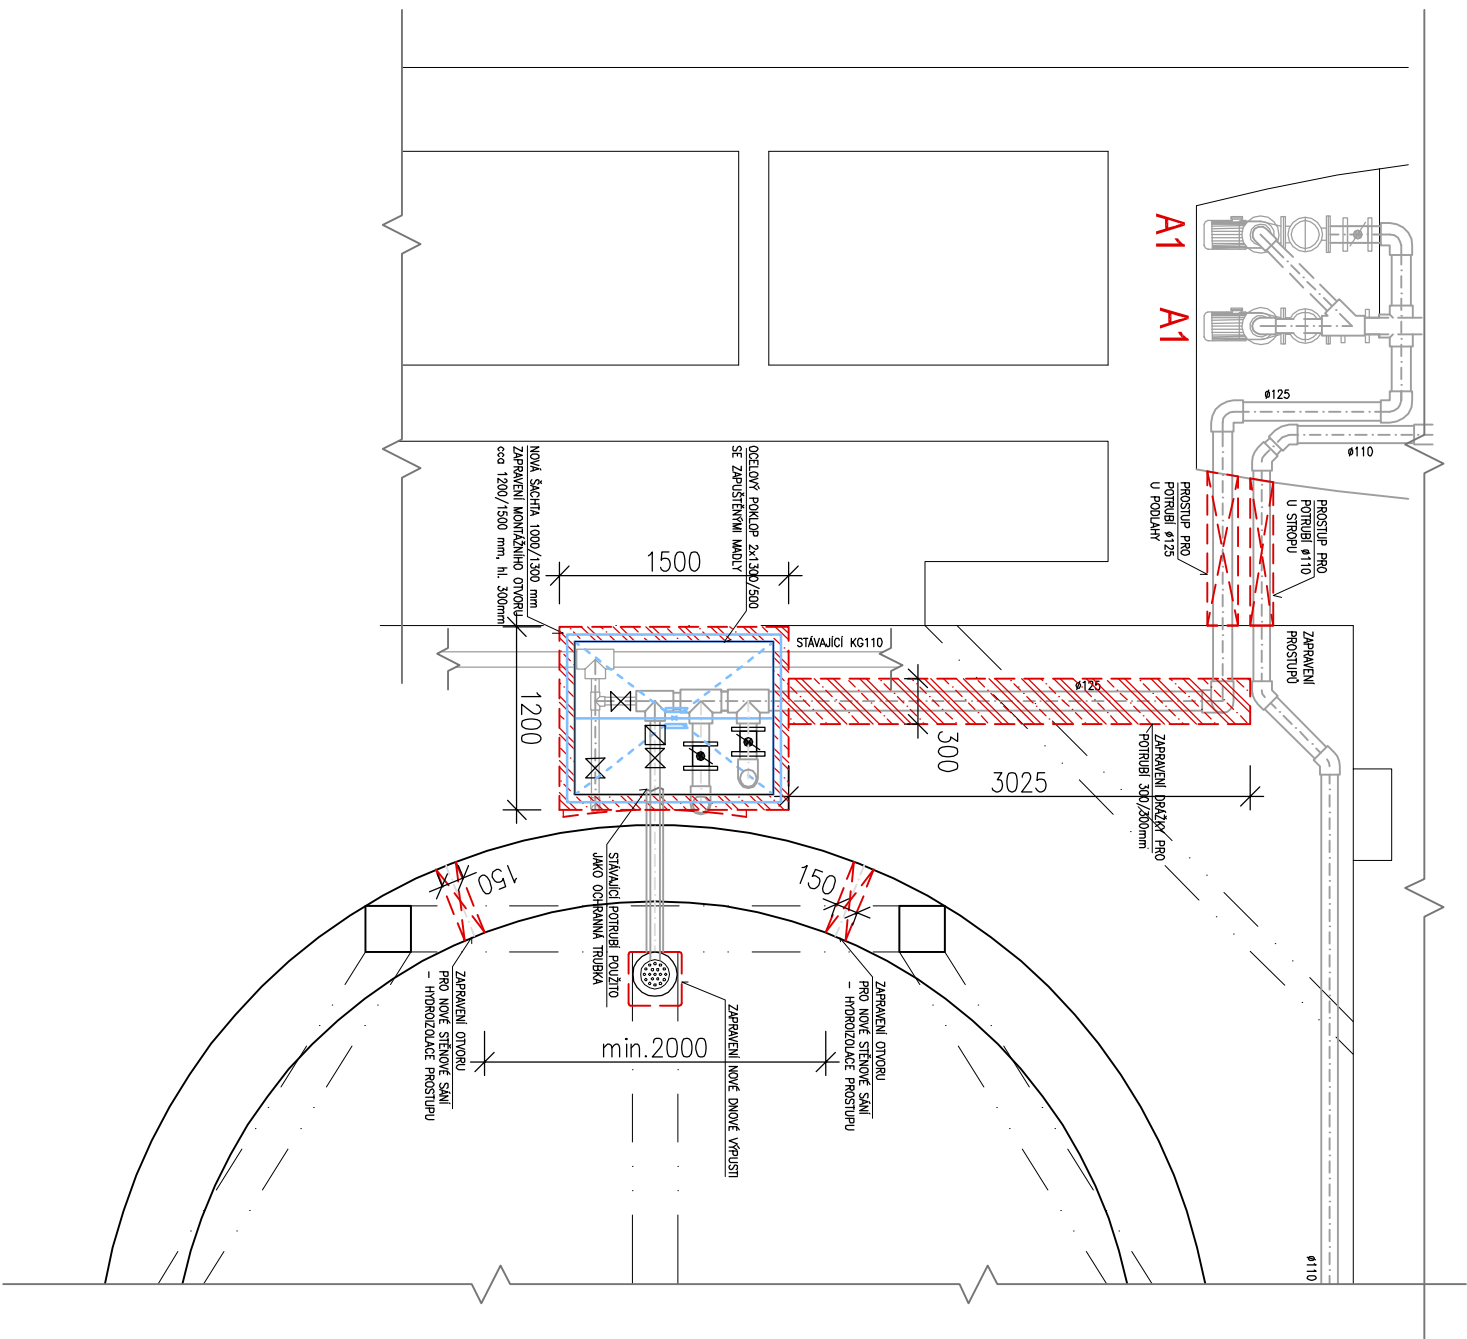 A1
A1
ø125
ø110
PROSTUP PRO
POTRUBÍ ø110
U STROPU
PROSTUP PRO
POTRUBÍ ø125
U PODLAHY
OCELOVÝ POKLOP 2x1300/500
SE ZAPUŠTĚNÝMI MADLY
NOVÁ ŠACHTA 1000/1300 mm
ZAPRAVENÍ MONTÁŽNÍHO OTVORU
cca 1200/1500 mm, hl. 300mm
1500
STÁVAJÍCÍ KG110
ZAPRAVENÍ
PROSTUPŮ
ø125
1200
300
3025
ZAPRAVENÍ DRÁŽKY PRO
POTRUBÍ 300/300mm
150
150
STÁVAJÍCÍ POTRUBÍ POUŽITO
JAKO OCHRANNÁ TRUBKA
ZAPRAVENÍ OTVORU
PRO NOVÉ STĚNOVÉ SÁNÍ
- HYDROIZOLACE PROSTUPU
ZAPRAVENÍ OTVORU
PRO NOVÉ STĚNOVÉ SÁNÍ
- HYDROIZOLACE PROSTUPU
min.2000
ZAPRAVENÍ NOVÉ DNOVÉ VÝPUSTI
ø110